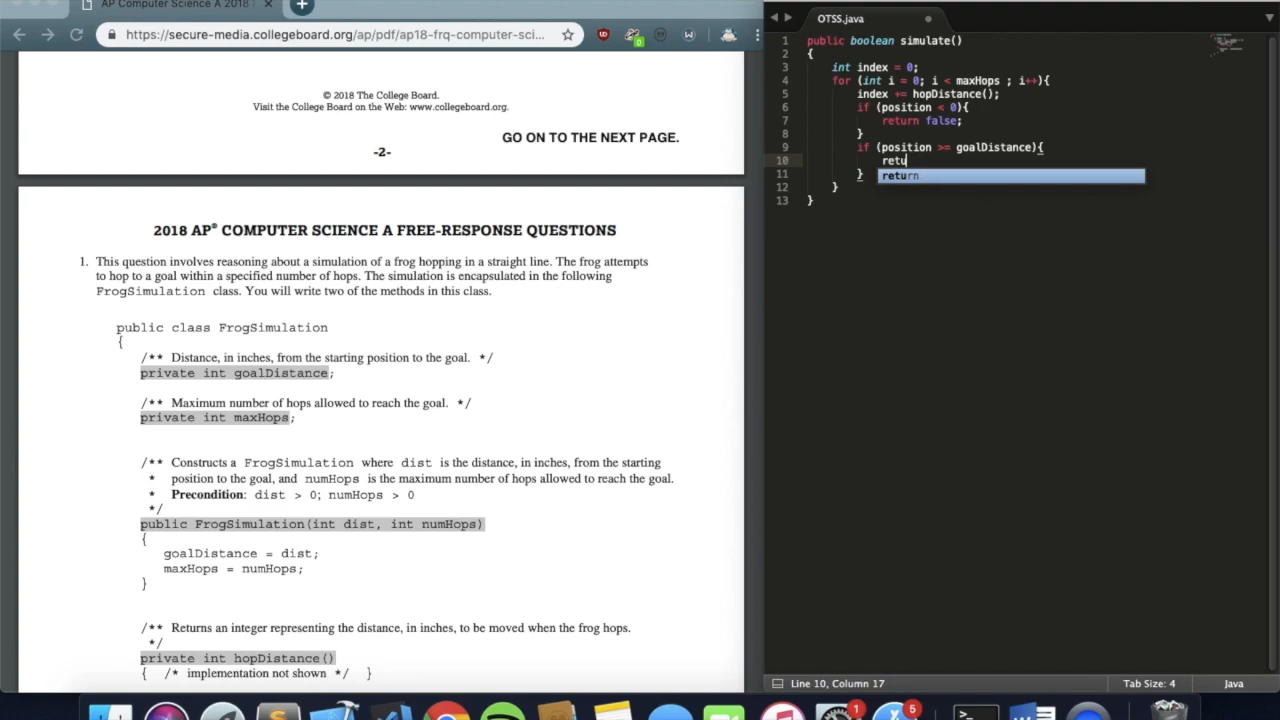 AP Computer Science A 2018
https://secure-media.collegeboard.org/ap/pdf/ap18-frq-computer-sci...
© 2018 The College Board.
Visit the College Board on the Web: www.collegeboard.org.
GO ON TO THE NEXT PAGE.
-2-
2018 AP® COMPUTER SCIENCE A FREE-RESPONSE QUESTIONS
1. This question involves reasoning about a simulation of a frog hopping in a straight line. The frog attempts
to hop to a goal within a specified number of hops. The simulation is encapsulated in the following
FrogSimulation class. You will write two of the methods in this class.
public class FrogSimulation
{
/** Distance, in inches, from the starting position to the goal. */
private int goalDistance;
/** Maximum number of hops allowed to reach the goal. */
private int maxHops;
/** Constructs a FrogSimulation where dist is the distance, in inches, from the starting
* position to the goal, and numHops is the maximum number of hops allowed to reach the goal.
* Precondition: dist > 0; numHops > 0
*/
public FrogSimulation(int dist, int numHops)
{
goalDistance = dist;
maxHops = numHops;
}
/** Returns an integer representing the distance, in inches, to be moved when the frog hops.
*/
private int hopDistance()
{ /* implementation not shown */ }
OTSS.java
1 public boolean simulate()
2 {
3 int index = 0;
4 for (int i = 0; i < maxHops ; i++){
5 index += hopDistance();
6 if (position < 0){
7 return false;
8 }
9 if (position >= goalDistance){
10 retu
return
11 }
12 }
13 }
Line 10, Column 17
Tab Size: 4
Java
0
1
5